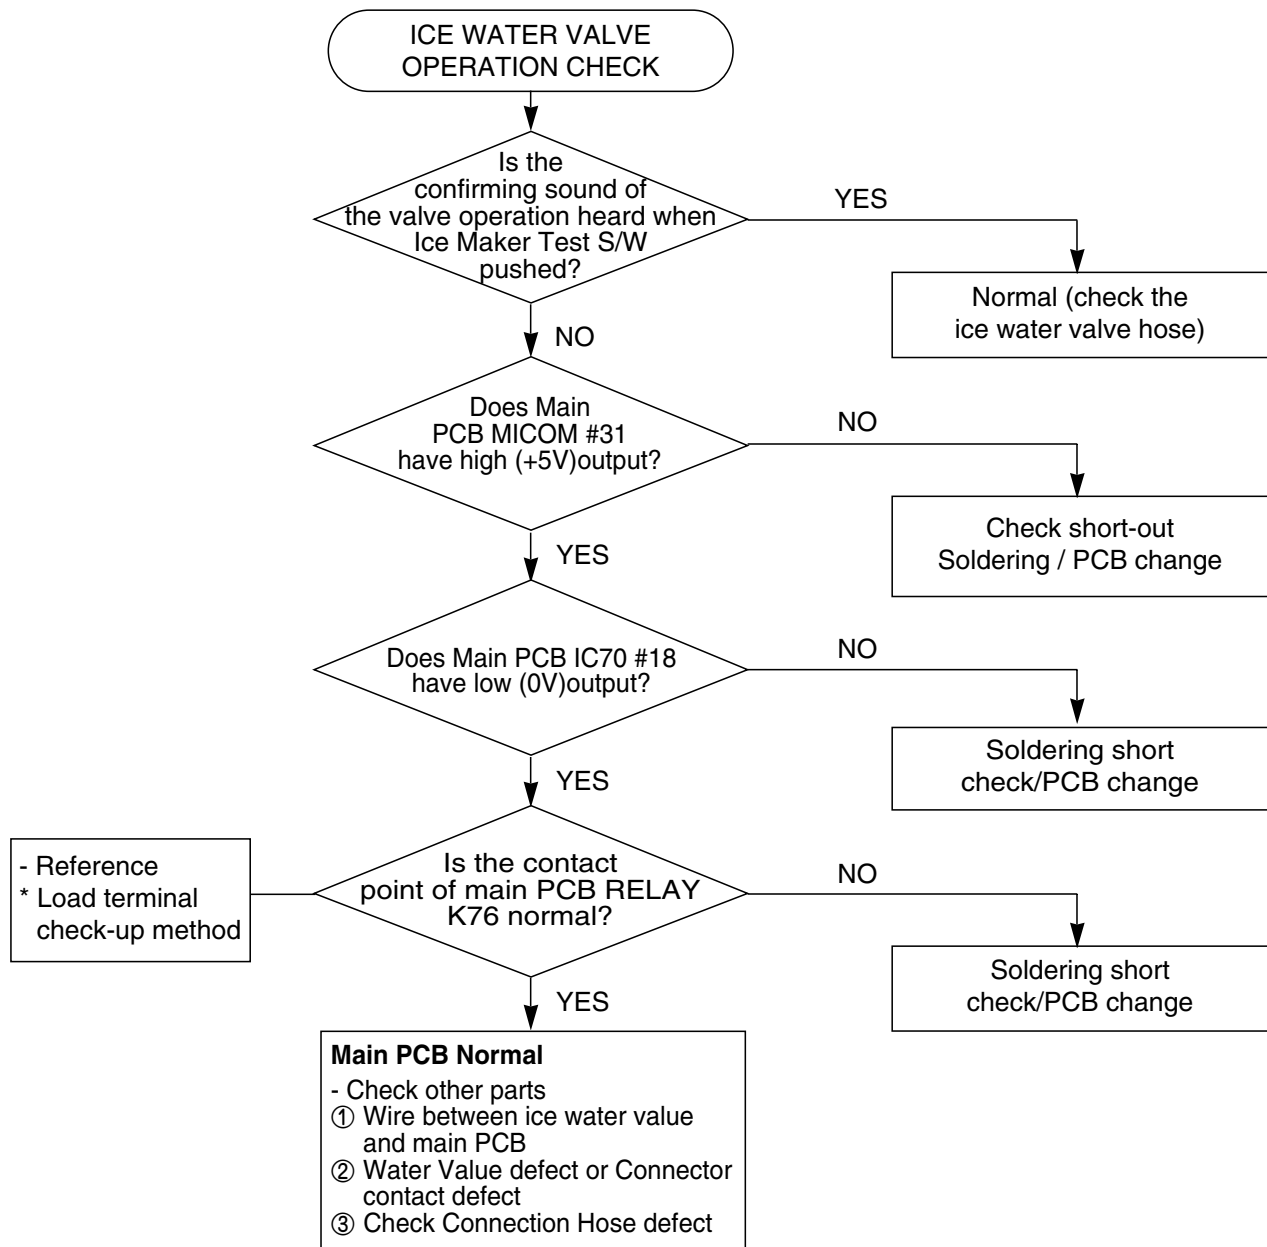 ICE WATER VALVE
OPERATION CHECK
Is the
confirming sound of
the valve operation heard when
Ice Maker Test S/W
pushed?
YES
Normal (check the
ice water valve hose)
NO
Does Main
PCB MICOM #31
have high (+5V)output?
NO
Check short-out
Soldering / PCB change
YES
Does Main PCB IC70 #18
have low (0V)output?
NO
Soldering short
check/PCB change
YES
- Reference
* Load terminal
check-up method
Is the contact
point of main PCB RELAY
K76 normal?
NO
Soldering short
check/PCB change
YES
Main PCB Normal
- Check other parts
① Wire between ice water value
and main PCB
② Water Value defect or Connector
contact defect
③ Check Connection Hose defect